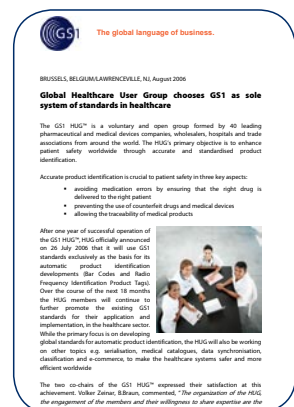 GS1
The global language of business.
BRUSSELS, BELGIUM/LAWRENCEVILLE, NJ, August 2006
Global Healthcare User Group chooses GS1 as sole
system of standards in healthcare
The GS1 HUG™ is a voluntary and open group formed by 40 leading
pharmaceutical and medical devices companies, wholesalers, hospitals and trade
associations from around the world. The HUG's primary objective is to enhance
patient safety worldwide through accurate and standardised product
identification.
Accurate product identification is crucial to patient safety in three key aspects:
• avoiding medication errors by ensuring that the right drug is
delivered to the right patient
• preventing the use of counterfeit drugs and medical devices
• allowing the traceability of medical products
After one year of successful operation of
the GS1 HUG™, HUG officially announced
on 26 July 2006 that it will use GS1
standards exclusively as the basis for its
automatic product identification
developments (Bar Codes and Radio
Frequency Identification Product Tags).
Over the course of the next 18 months
the HUG members will continue to
further promote the existing GS1
standards for their application and
implementation, in the healthcare sector.
While the primary focus is on developing
global standards for automatic product identification, the HUG will also be working
on other topics e.g. serialisation, medical catalogues, data synchronisation,
classification and e-commerce, to make the healthcare systems safer and more
efficient worldwide
The two co-chairs of the GS1 HUG™ expressed their satisfaction at this
achievement. Volker Zeinar, B.Braun, commented, "The organization of the HUG,
the engagement of the members and their willingness to share expertise are the